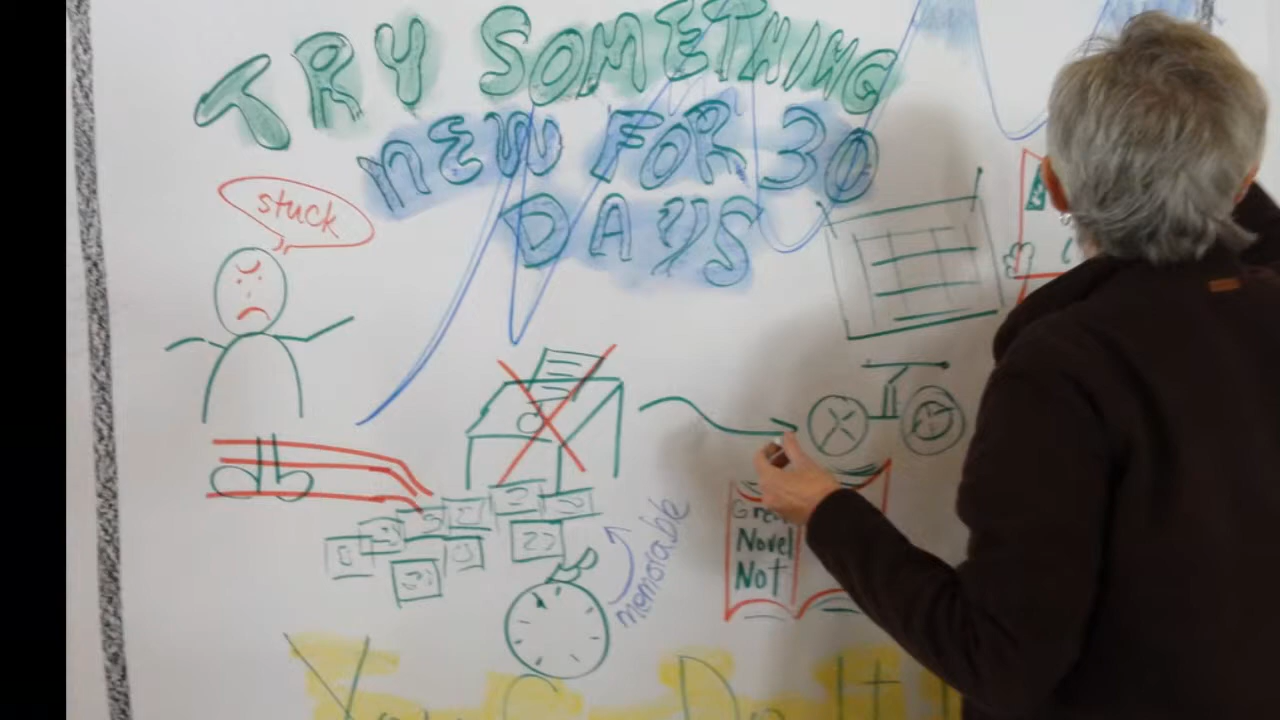 TRY SOMETHING
NEW FOR 30
DAYS
stuck
memorable
Novel
Not